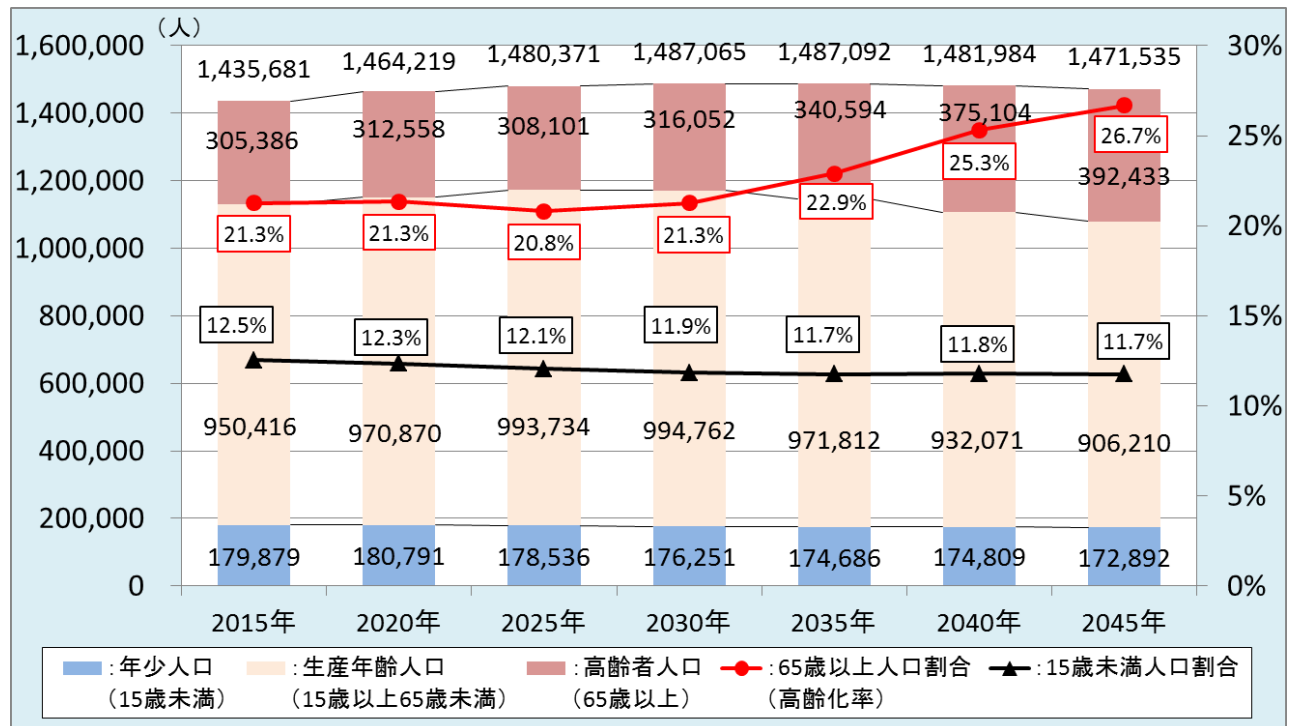 （人）
1,600,000
1,400,000
1,200,000
1,000,000
800,000
600,000
400,000
200,000
0
30%
25%
20%
15%
10%
5%
0%
1,435,681 1,464,219 1,480,371 1,487,065 1,487,092 1,481,984 1,471,535
305,386 312,558 308,101 316,052 340,594 375,104 392,433
21.3% 21.3% 20.8% 21.3% 22.9% 25.3% 26.7%
12.5% 12.3% 12.1% 11.9% 11.7% 11.8% 11.7%
950,416 970,870 993,734 994,762 971,812 932,071 906,210
179,879 180,791 178,536 176,251 174,686 174,809 172,892
2015年 2020年 2025年 2030年 2035年 2040年 2045年
：年少人口 ：生産年齢人口 ：高齢者人口 ：65歳以上人口割合 ：15歳未満人口割合
（15歳未満） （15歳以上65歳未満） （65歳以上） （高齢化率）